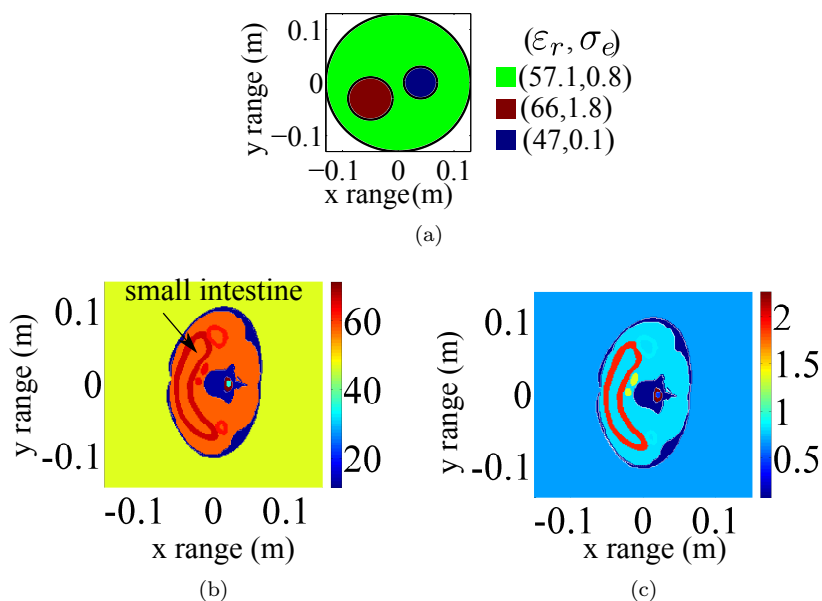 (εr, σe)
(57.1,0.8)
(66,1.8)
(47,0.1)
0.1
0
−0.1
y range (m)
−0.1 0 0.1
x range(m)
(a)
small intestine
0.1
0
-0.1
y range (m)
-0.1 0 0.1
x range (m)
60
40
20
(b)
0.1
0
-0.1
y range (m)
-0.1 0 0.1
x range (m)
2
1.5
1
0.5
(c)